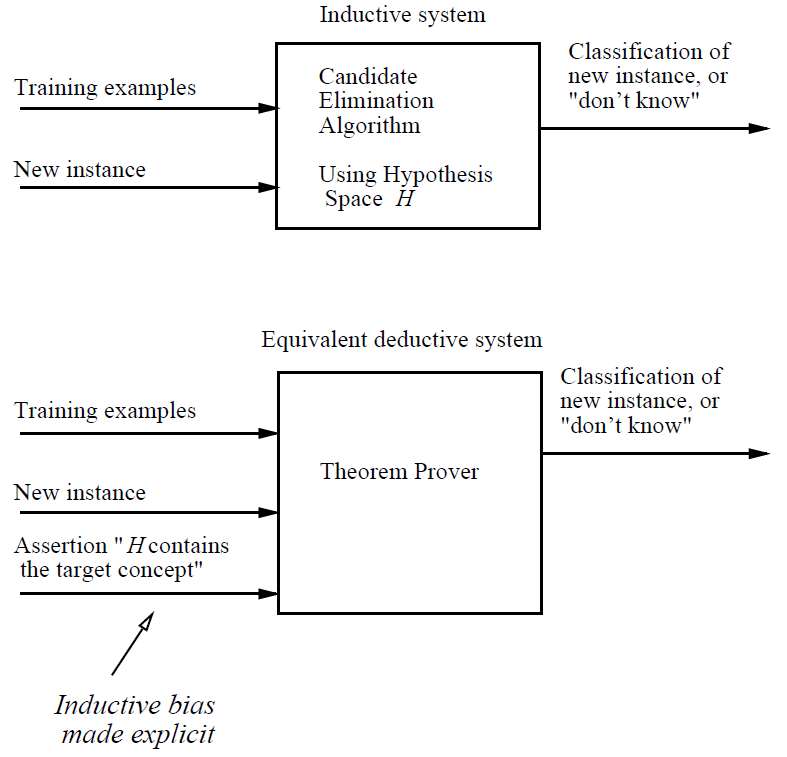 Inductive system
Training examples
New instance
Candidate
Elimination
Algorithm
Using Hypothesis
Space H
Classification of
new instance, or
"don't know"
Equivalent deductive system
Training examples
New instance
Assertion " H contains
the target concept"
Theorem Prover
Classification of
new instance, or
"don't know"
Inductive bias
made explicit